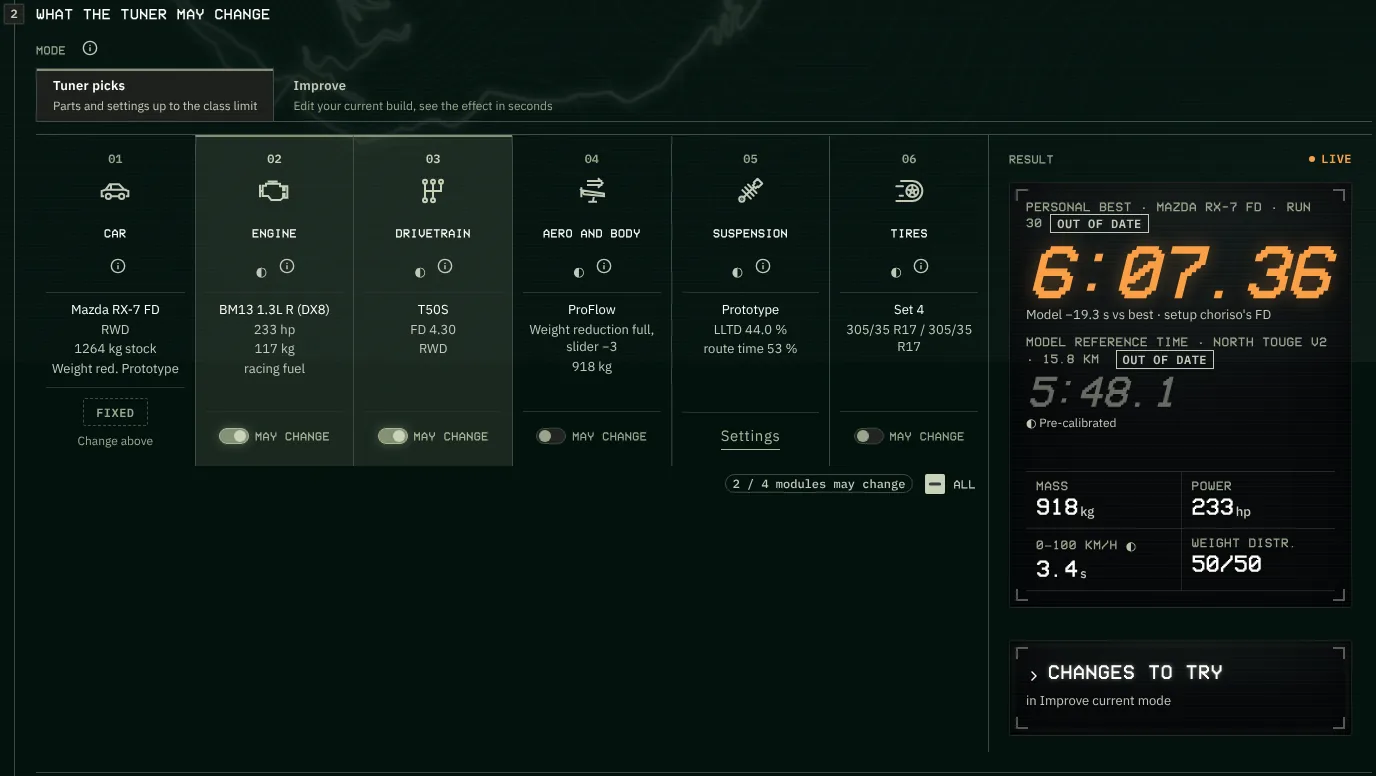 2 WHAT THE TUNER MAY CHANGE
MODE
Tuner picks
Parts and settings up to the class limit
Improve
Edit your current build, see the effect in seconds
01
CAR
Mazda RX-7 FD
RWD
1264 kg stock
Weight red. Prototype
FIXED
Change above
02
ENGINE
BM13 1.3L R (DX8)
233 hp
117 kg
racing fuel
MAY CHANGE
03
DRIVETRAIN
T50S
FD 4.30
RWD
MAY CHANGE
04
AERO AND BODY
ProFlow
Weight reduction full,
slider −3
918 kg
MAY CHANGE
05
SUSPENSION
Prototype
LLTD 44.0 %
route time 53 %
Settings
06
TIRES
Set 4
305/35 R17 / 305/35
R17
MAY CHANGE
2 / 4 modules may change
ALL
RESULT
LIVE
PERSONAL BEST · MAZDA RX-7 FD · RUN
30 OUT OF DATE
6:07.36
Model −19.3 s vs best · setup choriso's FD
MODEL REFERENCE TIME · NORTH TOUGE V2
· 15.8 KM OUT OF DATE
5:48.1
Pre-calibrated
MASS
918 kg
POWER
233 hp
0–100 KM/H
3.4 s
WEIGHT DISTR.
50/50
› CHANGES TO TRY
in Improve current mode